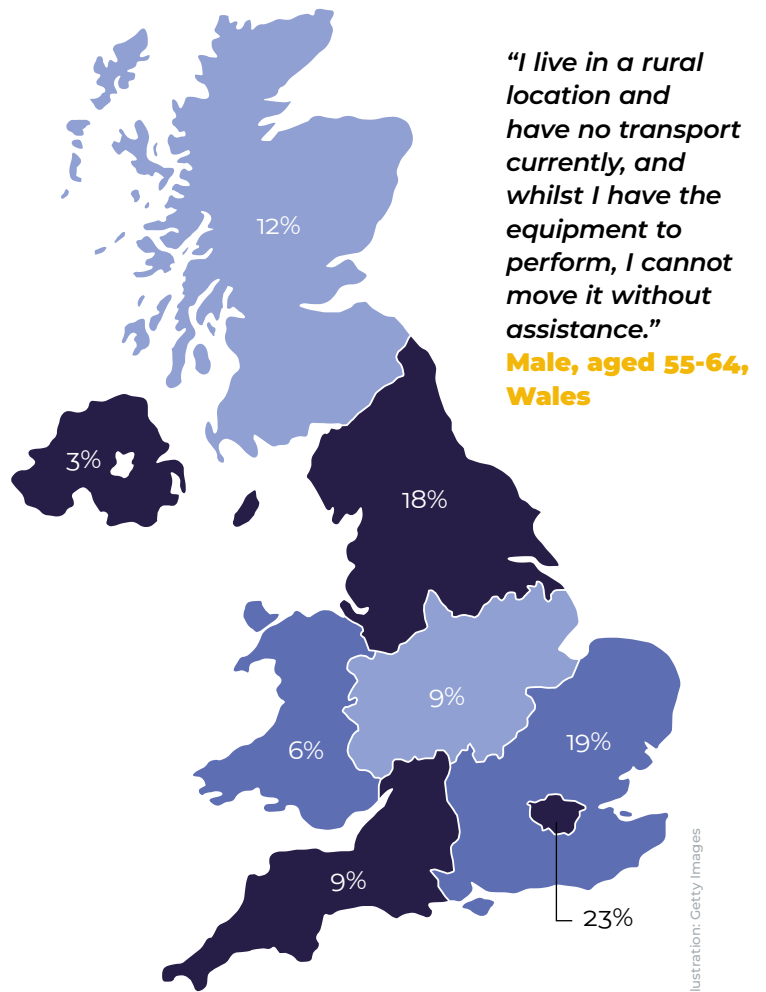 “I live in a rural
location and
have no transport
currently, and
whilst I have the
equipment to
perform, I cannot
move it without
assistance.”
Male, aged 55-64,
Wales
12%
3%
18%
9%
6%
19%
9%
23%
lustration: Getty Images